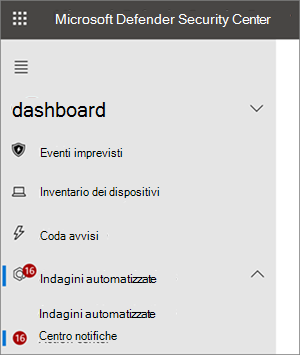 Microsoft Defender Security Center
dashboard
Eventi imprevisti
Inventario dei dispositivi
Coda avvisi
16 Indagini automatizzate
Indagini automatizzate
16 Centro notifiche